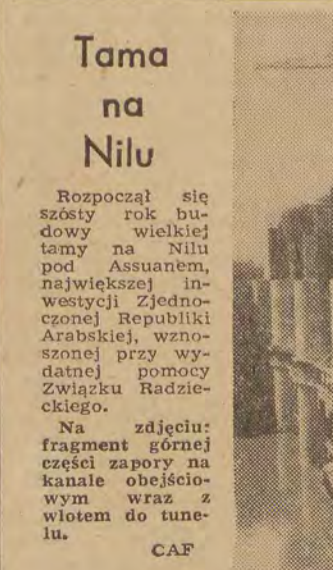 Tama
na
Nilu
Rozpoczął się
szósty rok bu-
dowy wielkiej
tamy na Nilu
pod Assuanem,
największej in-
westycji Zjedno-
czonej Republiki
Arabskiej, wzno-
szonej przy wy-
datnej pomocy
Związku Radzie-
ckiego.
Na zdjęciu:
fragment górnej
części zapory na
kanale obejścio-
wym wraz z
wlotem do tune-
lu.
CAF